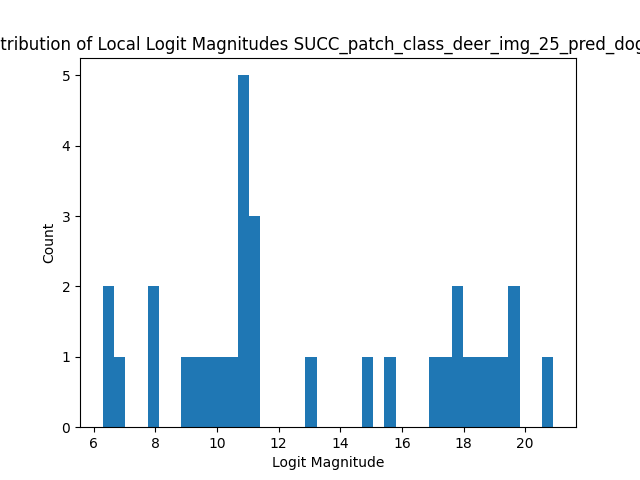 tribution of Local Logit Magnitudes SUCC_patch_class_deer_img_25_pred_dog
5
4
3
2
1
0
Count
6 8 10 12 14 16 18 20
Logit Magnitude